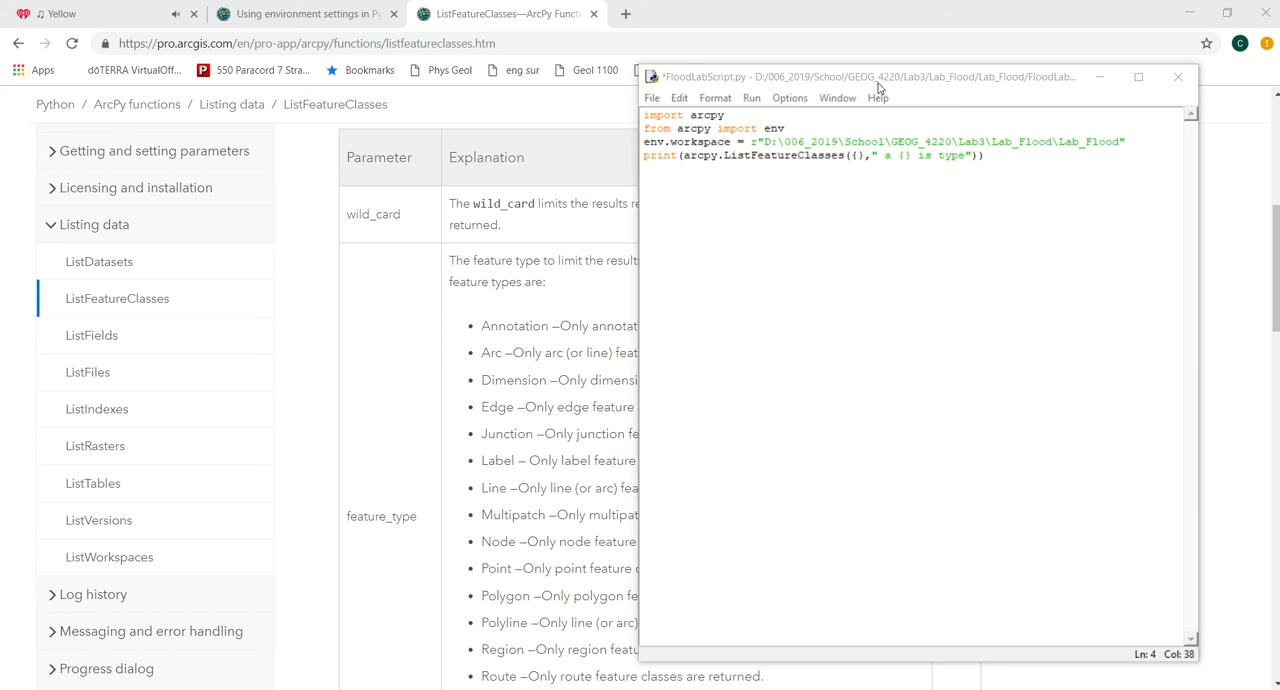 ♫ Yellow
Using environment settings in Py
ListFeatureClasses—ArcPy Functi
https://pro.arcgis.com/en/pro-app/arcpy/functions/listfeatureclasses.htm
C
Apps
dōTERRA VirtualOff...
550 Paracord 7 Stra...
Bookmarks
Phys Geol
eng sur
Geol 1100
Python / ArcPy functions / Listing data / ListFeatureClasses
Getting and setting parameters
Licensing and installation
Listing data
ListDatasets
ListFeatureClasses
ListFields
ListFiles
ListIndexes
ListRasters
ListTables
ListVersions
ListWorkspaces
Log history
Messaging and error handling
Progress dialog
Parameter
Explanation
wild_card
The wild_card limits the results re
returned.
feature_type
The feature type to limit the result
feature types are:
• Annotation —Only annotat
• Arc —Only arc (or line) feat
• Dimension —Only dimensi
• Edge —Only edge feature
• Junction —Only junction fe
• Label — Only label feature
• Line —Only line (or arc) fea
• Multipatch —Only multipat
• Node —Only node feature
• Point —Only point feature c
• Polygon —Only polygon fe
• Polyline —Only line (or arc)
• Region —Only region featu
• Route —Only route feature classes are returned.
*FloodLabScript.py - D:/006_2019/School/GEOG_4220/Lab3/Lab_Flood/Lab_Flood/FloodLab...
File Edit Format Run Options Window Help
import arcpy
from arcpy import env
env.workspace = r"D:\006_2019\School\GEOG_4220\Lab3\Lab_Flood\Lab_Flood"
print(arcpy.ListFeatureClasses({}," a {} is type"))
Ln: 4 Col: 38